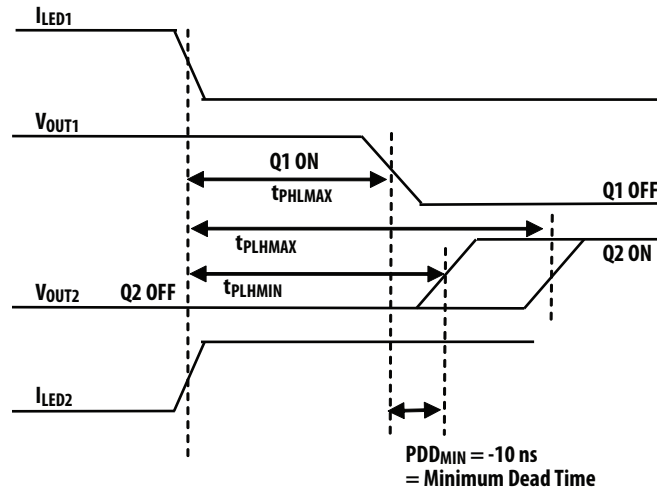 ILED1
VOUT1
Q1 ON
tPHLMAX
Q1 OFF
tPLHMAX
Q2 ON
tPLHMIN
VOUT2 Q2 OFF
ILED2
PDDMIN = -10 ns
= Minimum Dead Time